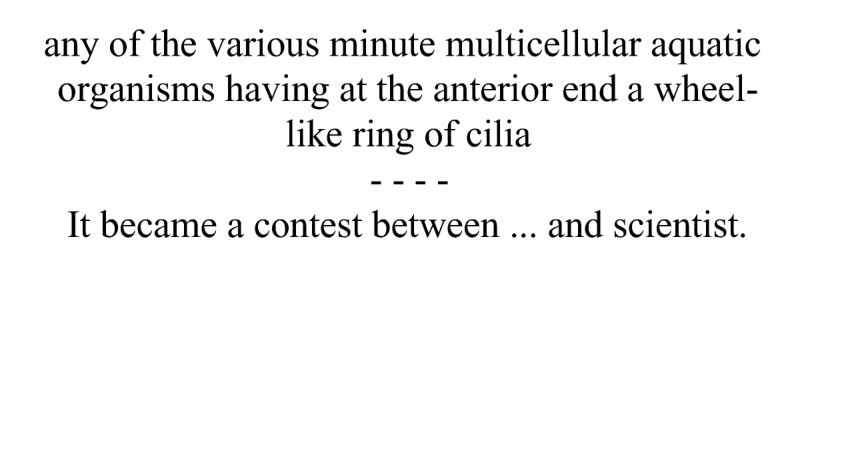 any of the various minute multicellular aquatic
organisms having at the anterior end a wheel-
like ring of cilia
- - - -
It became a contest between ... and scientist.